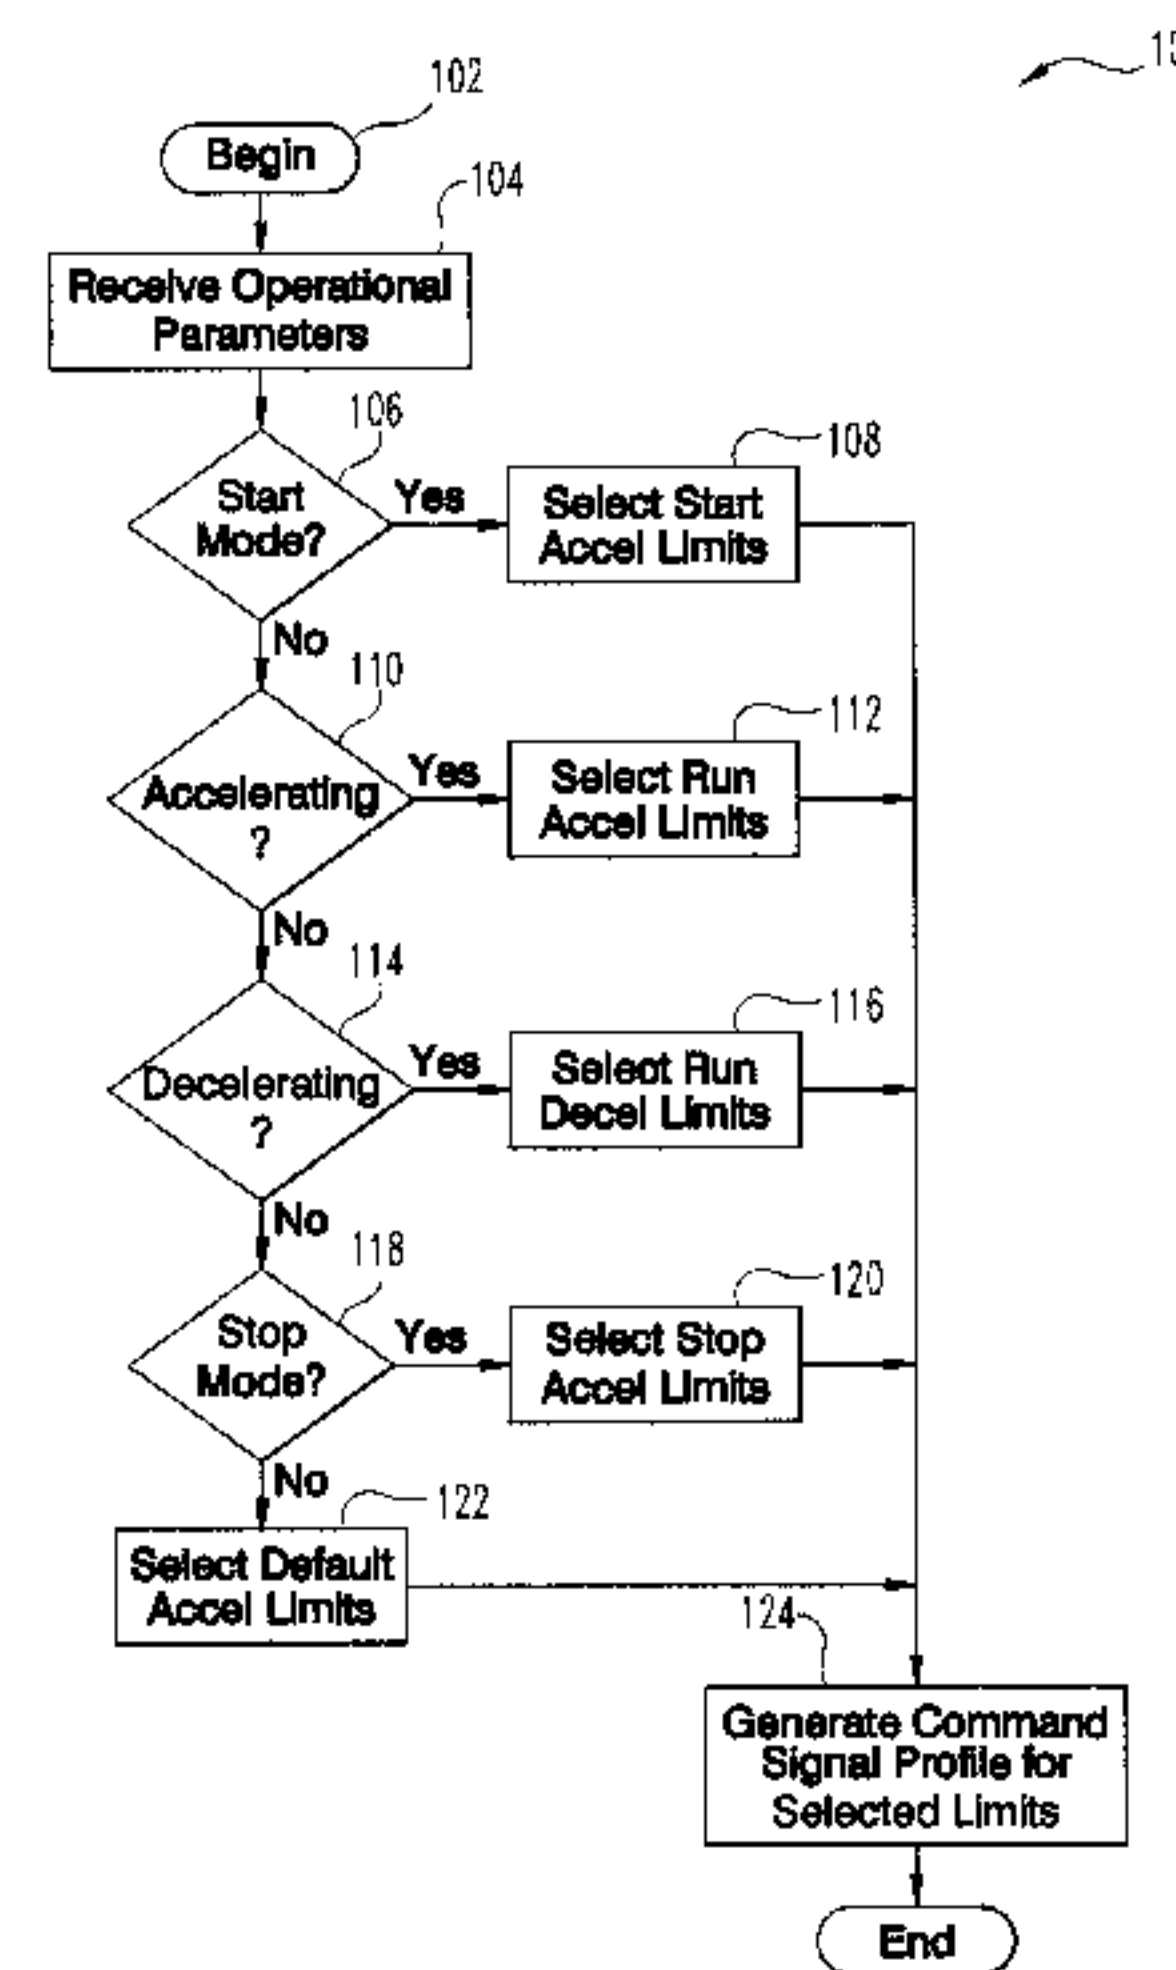 102
Begin
104
Receive Operational
Parameters
106
Start
Mode?
Yes
108
Select Start
Accel Limits
No
110
Accelerating
?
Yes
112
Select Run
Accel Limits
No
114
Decelerating
?
Yes
116
Select Run
Decel Limits
No
118
Stop
Mode?
Yes
120
Select Stop
Accel Limits
No
122
Select Default
Accel Limits
124
Generate Command
Signal Profile for
Selected Limits
End